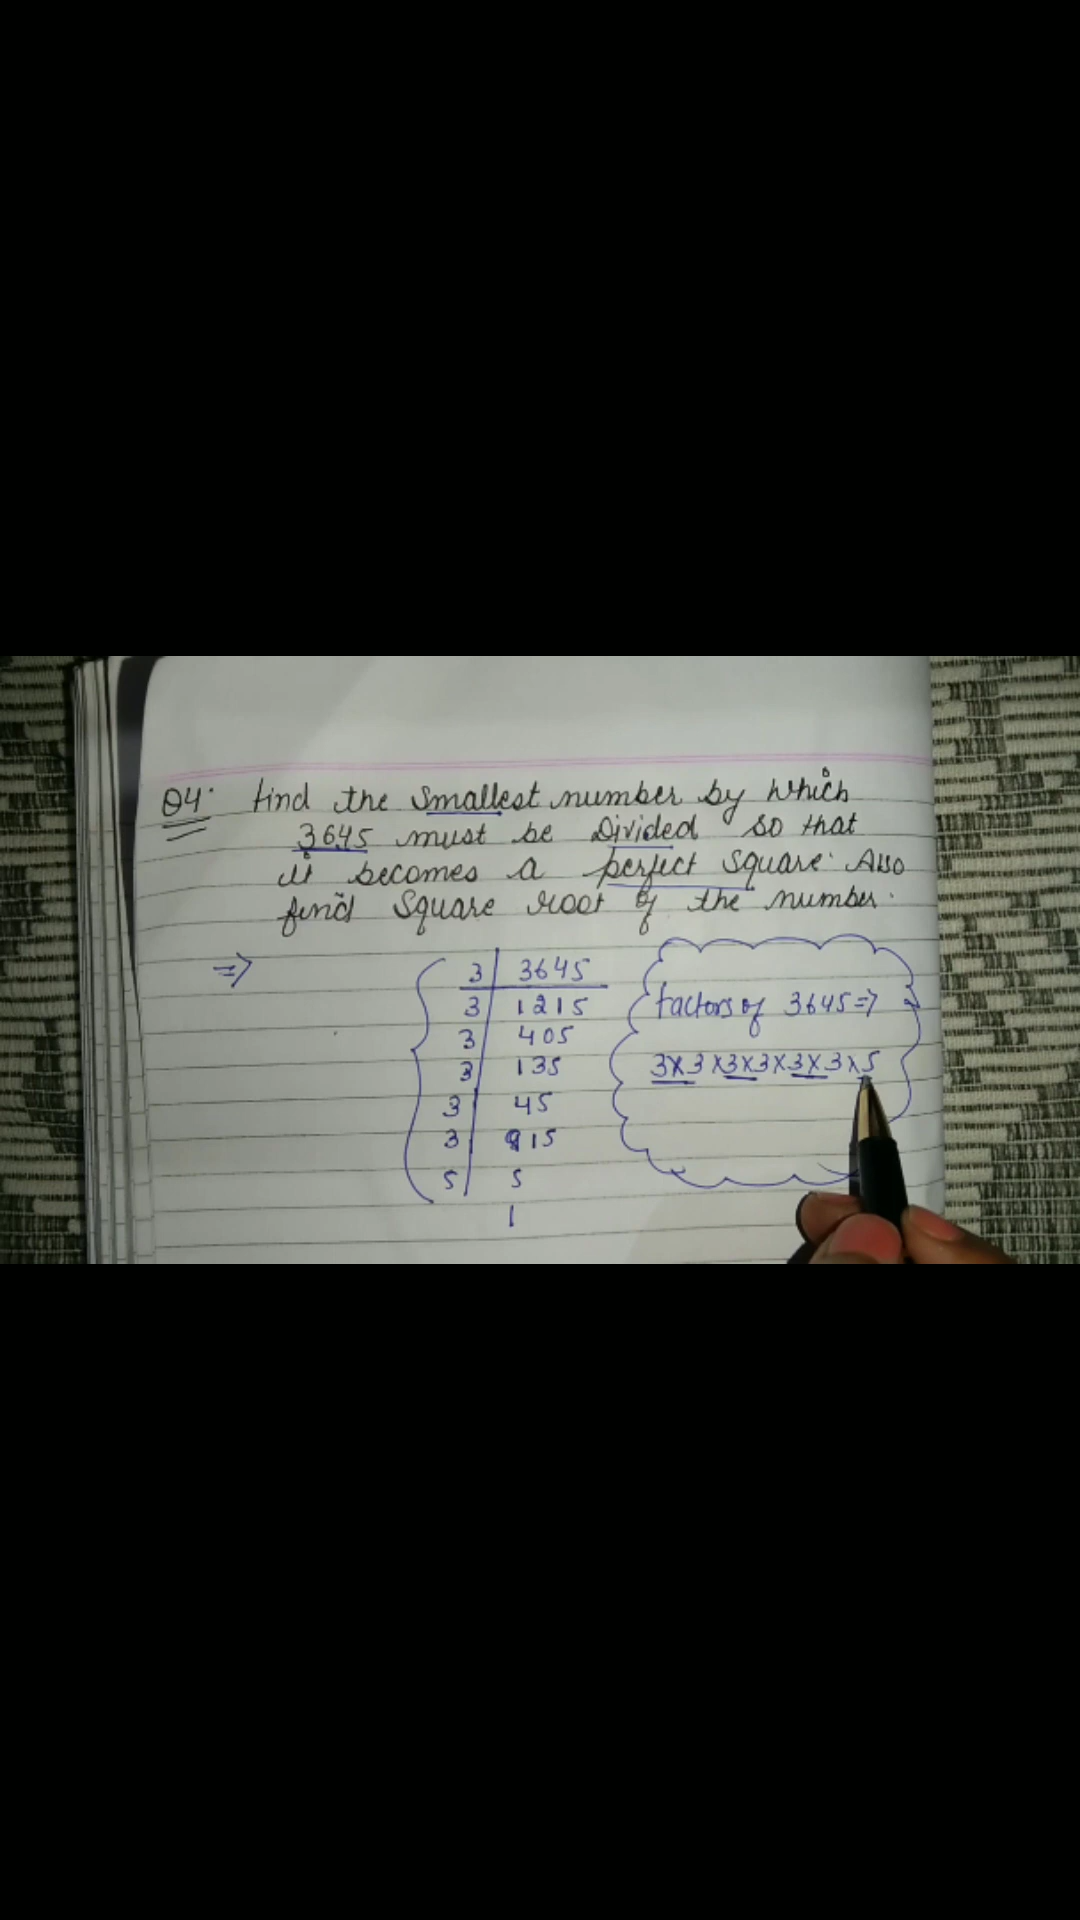 Q4. find the smallest number by which
3645 must be Divided so that
it becomes a perfect square. Also
find square root of the number.
=>
3 3645
3 1215
3 405
3 135
3 45
3 15
5 5
1
factors of 3645 =>
3x3x3x3x3x3x5